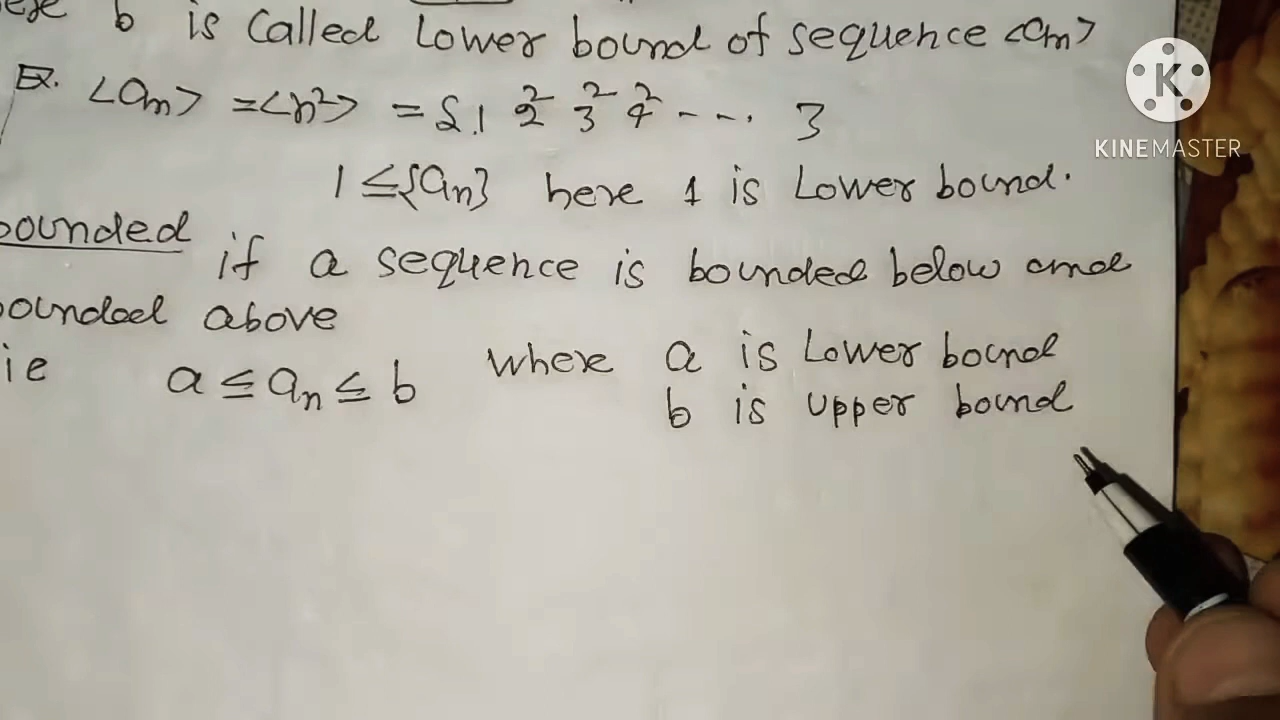 b is called Lower bound of sequence <an>
Ex. <an> = <n²> = {1, 2² 3² 4² --.. }
1 ≤ {an} here 1 is Lower bound.
bounded if a sequence is bounded below and
bounded above
ie a ≤ an ≤ b where a is Lower bound
b is upper bound
K
KINEMASTER